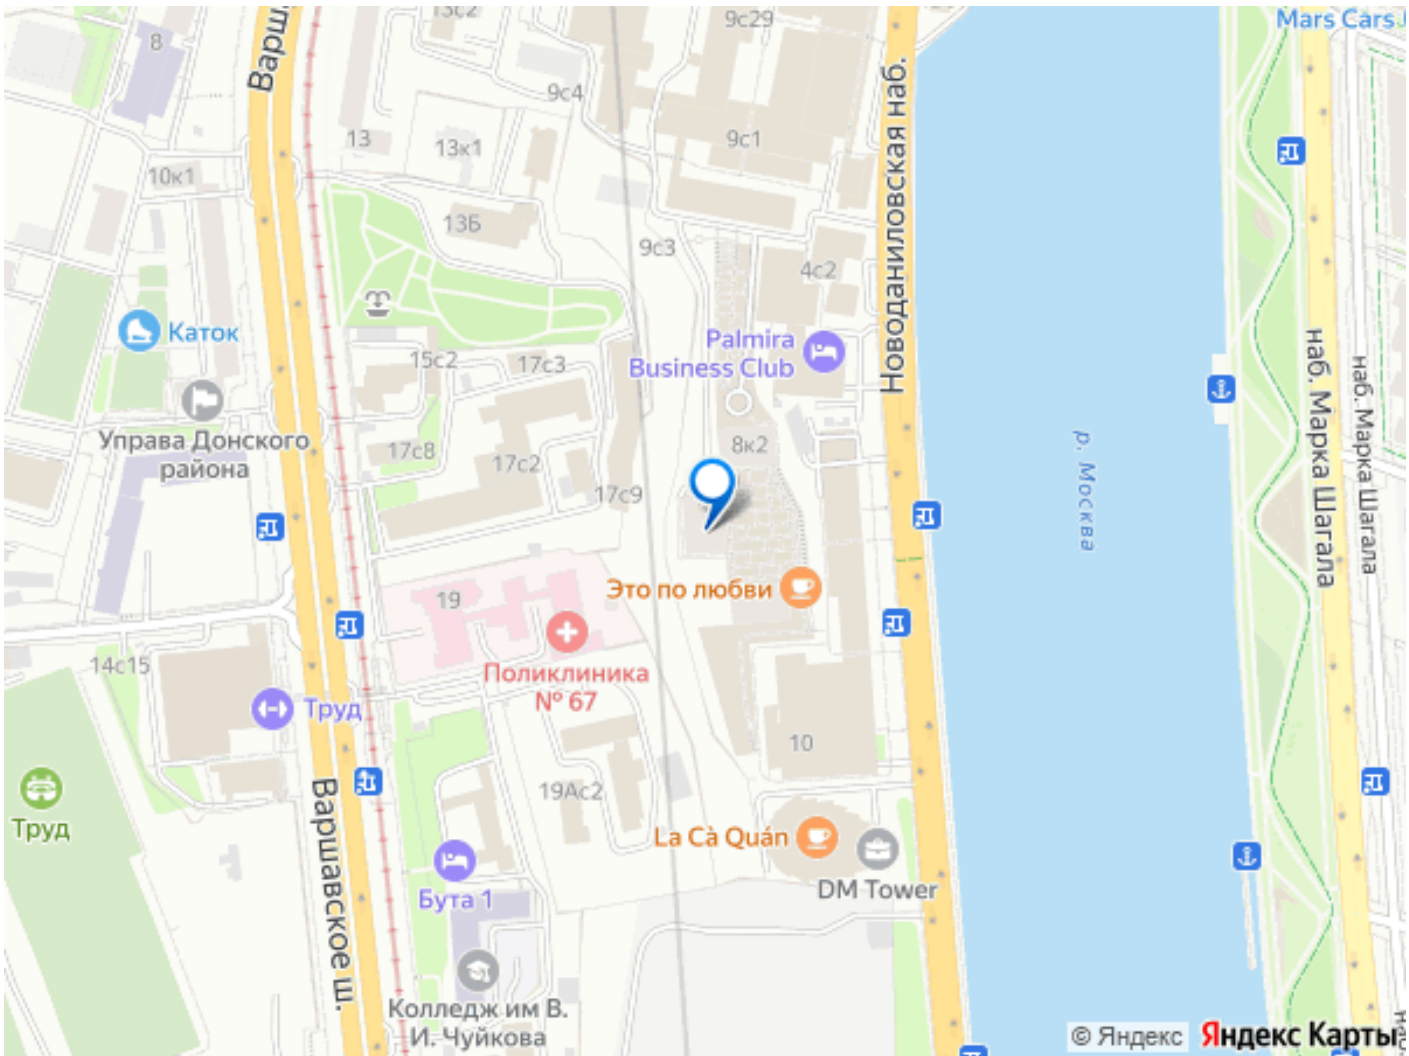 13с2
9с29
Mars Cars
8
Варш
9с4
Новоданиловская наб.
13
13к1
9с1
10к1
13Б
9с3
4с2
Каток
Palmira
Business Club
15с2
17с3
наб. Марка Шагала
наб. Марка Шагала
Управа Донского
района
17с8
17с2
8к2
р. Москва
17с9
Это по любви
19
Поликлиника
№ 67
14с15
Труд
10
Варшавское ш.
19Ас2
Труд
La Cà Quán
DM Tower
Бута 1
Колледж им В.
И. Чуйкова
© Яндекс
Яндекс Карты